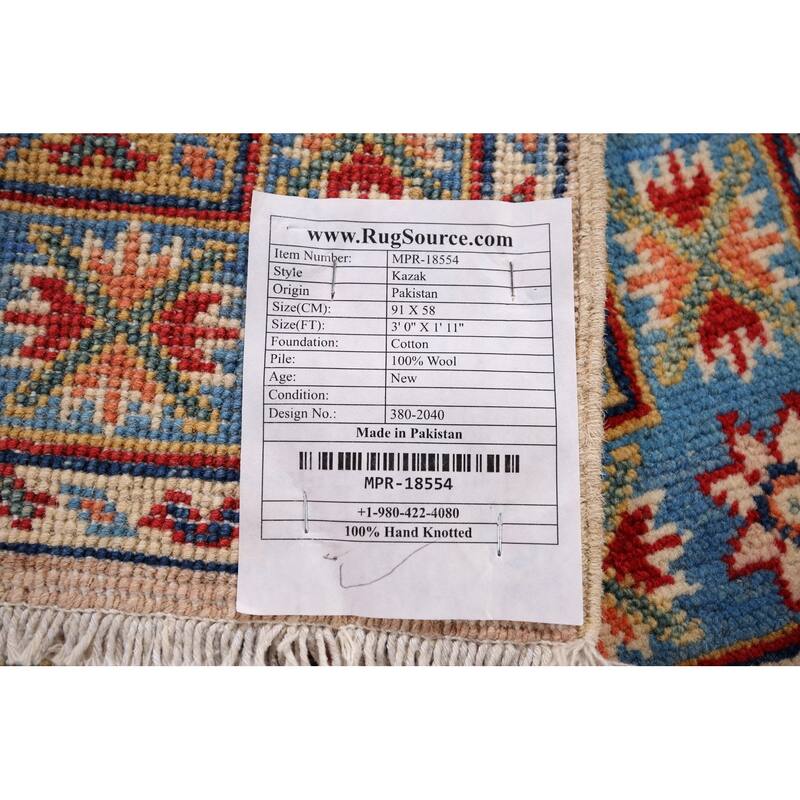 www.RugSource.com
Item Number: MPR-18554
Style Kazak
Origin Pakistan
Size(CM): 91 X 58
Size(FT): 3' 0" X 1' 11"
Foundation: Cotton
Pile: 100% Wool
Age: New
Condition:
Design No.: 380-2040
Made in Pakistan
MPR-18554
+1-980-422-4080
100% Hand Knotted